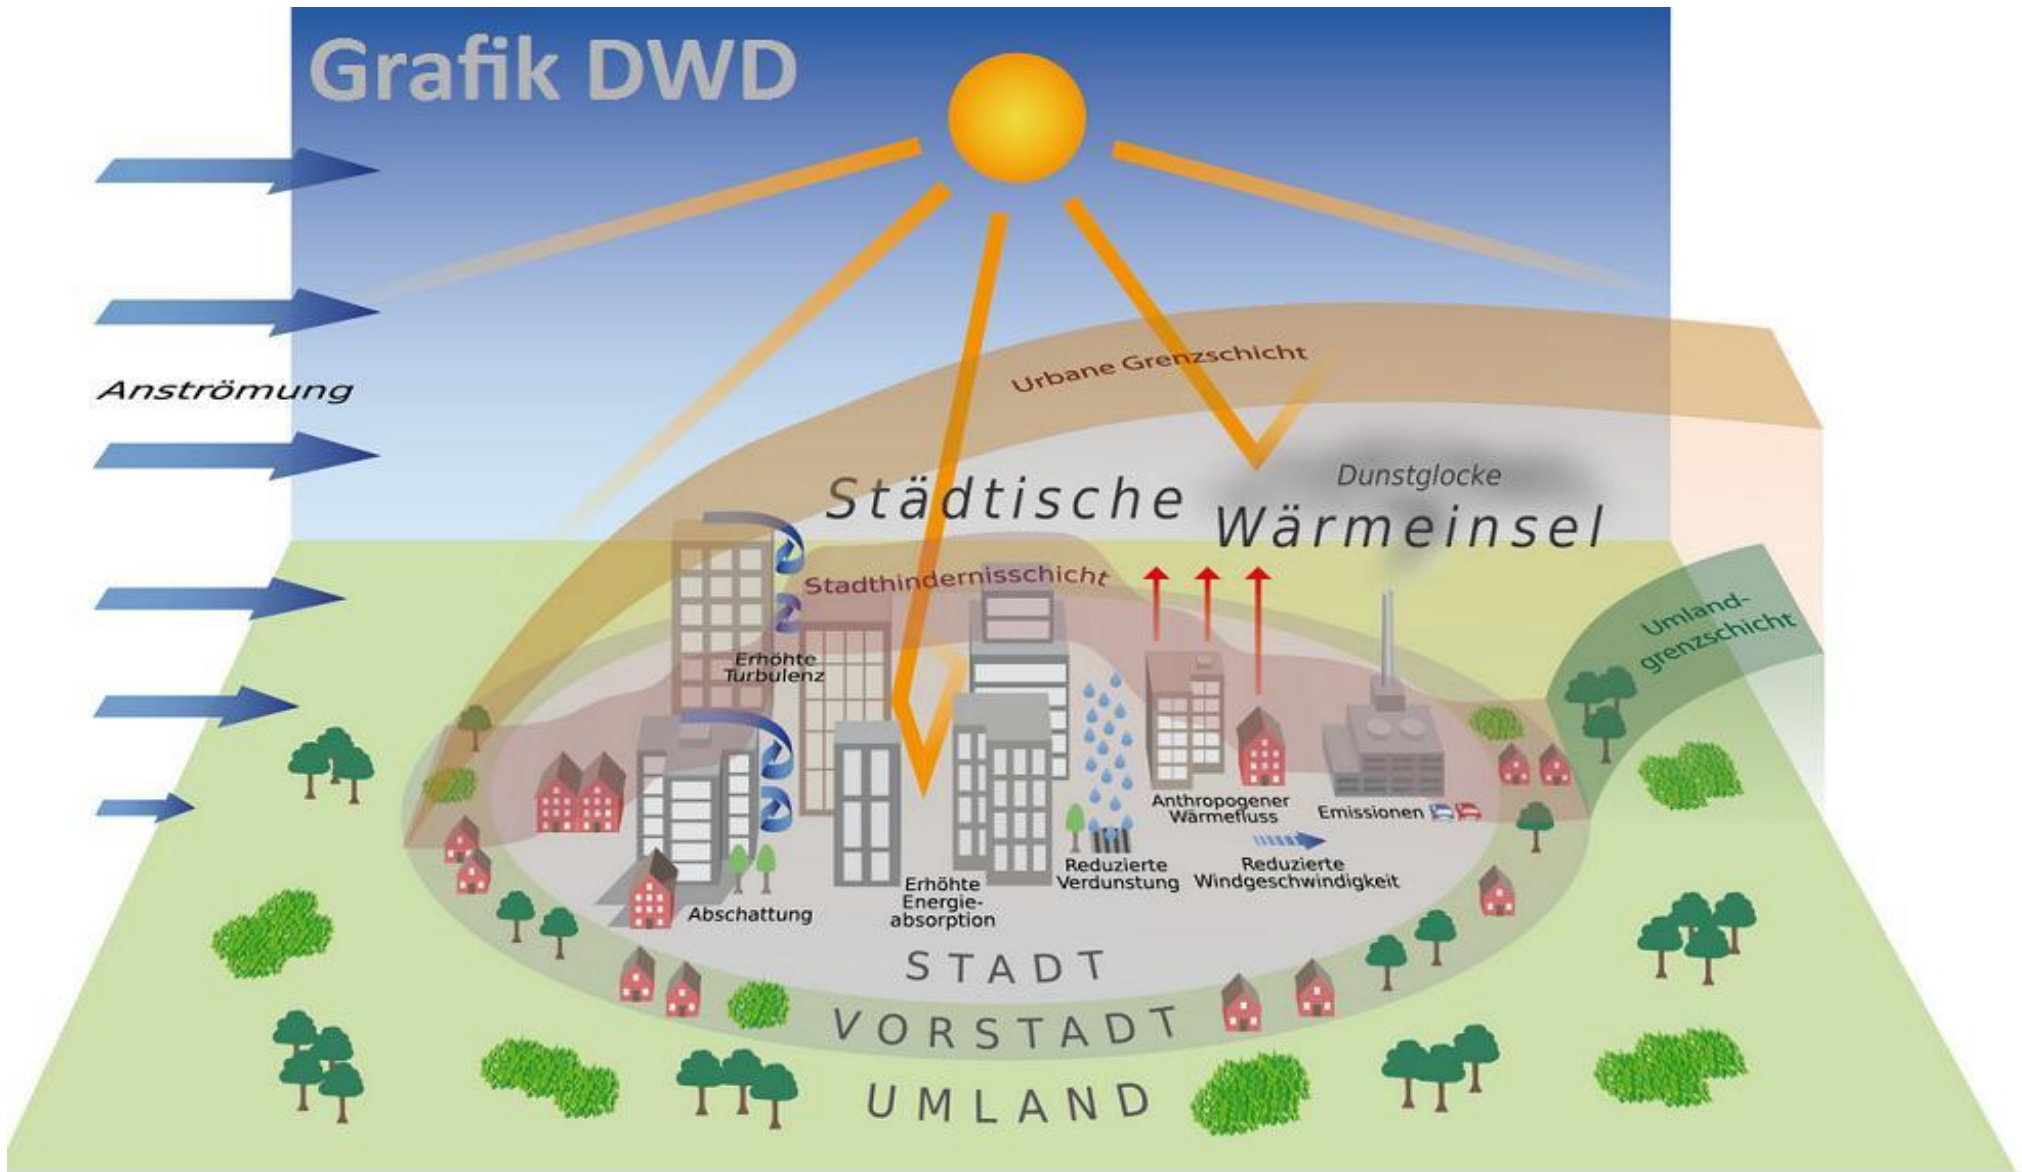 Grafik DWD
Anströmung
Urbane Grenzschicht
Dunstglocke
Städtische
Wärmeinsel
Stadthindernisschicht
Umland-
grenzschicht
Erhöhte
Turbulenz
Anthropogener
Wärmefluss
Emissionen
Reduzierte
Verdunstung
Reduzierte
Windgeschwindigkeit
Erhöhte
Energie-
absorption
Abschattung
STADT
VORSTADT
UMLAND